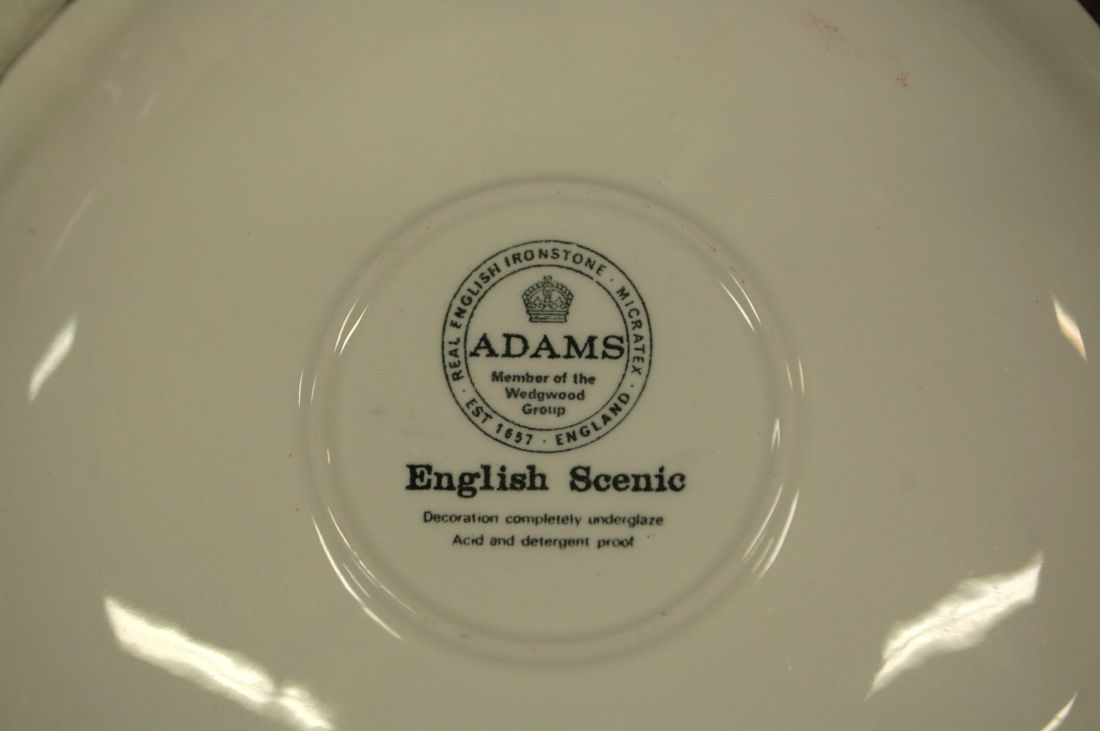 REAL ENGLISH IRONSTONE · MICRATEX ·
ADAMS
Member of the
Wedgwood
Group
EST 1657 · ENGLAND ·
English Scenic
Decoration completely underglaze
Acid and detergent proof